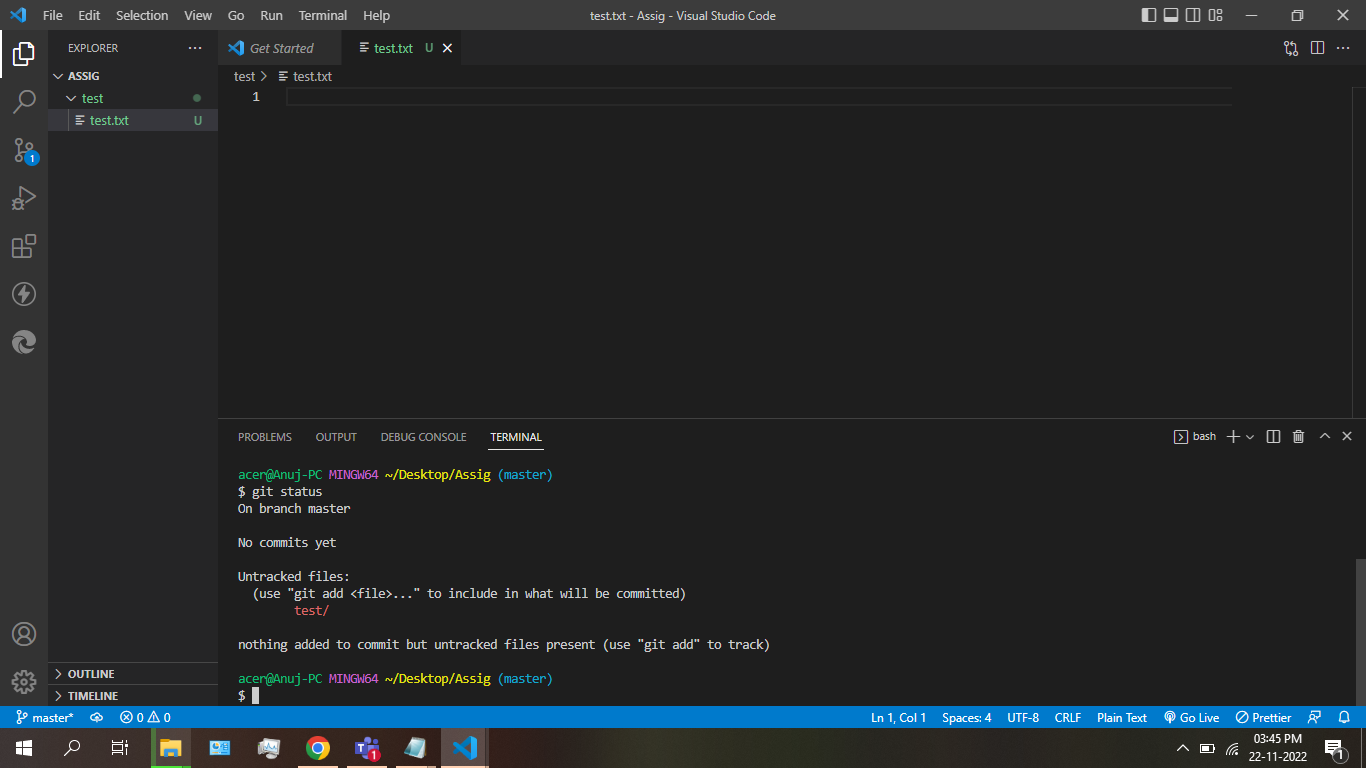 File Edit Selection View Go Run Terminal Help
test.txt - Assig - Visual Studio Code
EXPLORER
ASSIG
test
test.txt U
1
OUTLINE
TIMELINE
Get Started
test.txt U
test > test.txt
1
PROBLEMS OUTPUT DEBUG CONSOLE TERMINAL
bash
acer@Anuj-PC MINGW64 ~/Desktop/Assig (master)
$ git status
On branch master
No commits yet
Untracked files:
(use "git add <file>..." to include in what will be committed)
test/
nothing added to commit but untracked files present (use "git add" to track)
acer@Anuj-PC MINGW64 ~/Desktop/Assig (master)
$
master* 0 0 Ln 1, Col 1 Spaces: 4 UTF-8 CRLF Plain Text Go Live Prettier
1
03:45 PM
22-11-2022
1